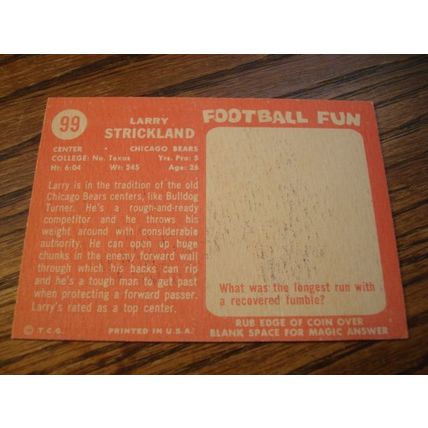 99
LARRY
STRICKLAND
CENTER • CHICAGO BEARS
COLLEGE: No. Texas Yrs. Pro: 5
Ht: 6:04 Wt: 245 Age: 26
Larry is in the tradition of the old
Chicago Bears centers, like Bulldog
Turner. He's a rough-and-ready
competitor and he throws his
weight around with considerable
authority. He can open up huge
chunks in the enemy forward wall
through which his backs can rip
and he's a tough man to get past
when protecting a forward passer.
Larry's rated as a top center.
© T.C.G. PRINTED IN U.S.A.
FOOTBALL FUN
What was the longest run with
a recovered fumble?
RUB EDGE OF COIN OVER
BLANK SPACE FOR MAGIC ANSWER